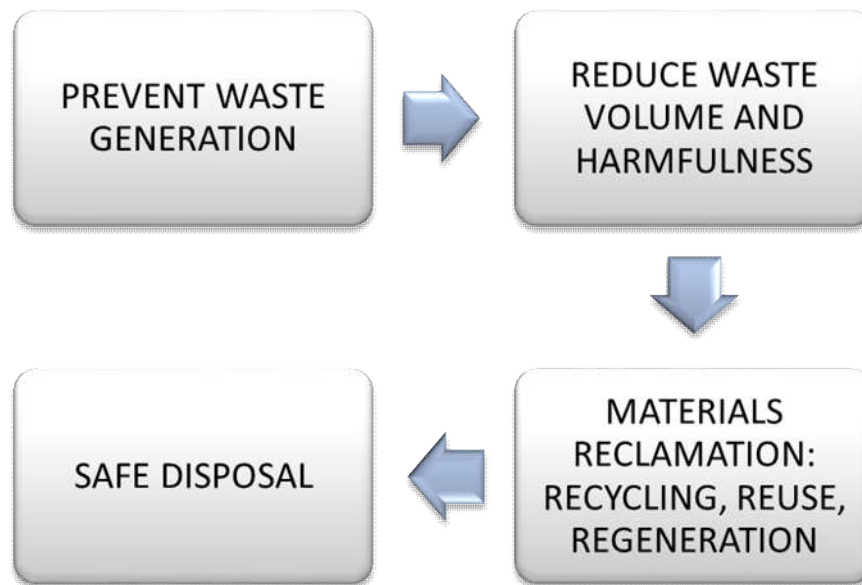 PREVENT WASTE
GENERATION
REDUCE WASTE
VOLUME AND
HARMFULNESS
MATERIALS
RECLAMATION:
RECYCLING, REUSE,
REGENERATION
SAFE DISPOSAL